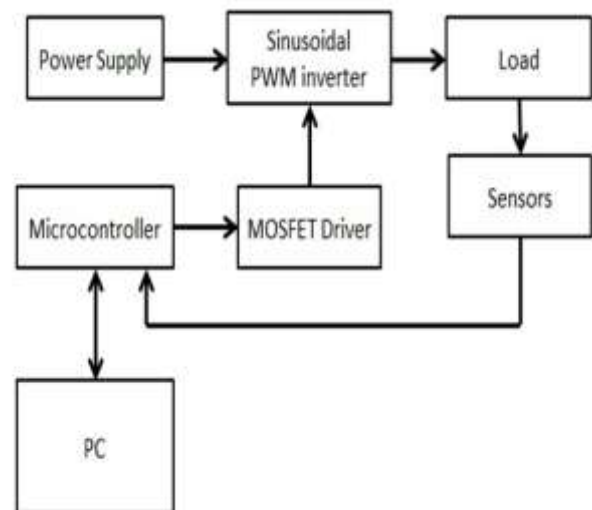 Power Supply
Sinusoidal
PWM inverter
Load
Sensors
Microcontroller
MOSFET Driver
PC